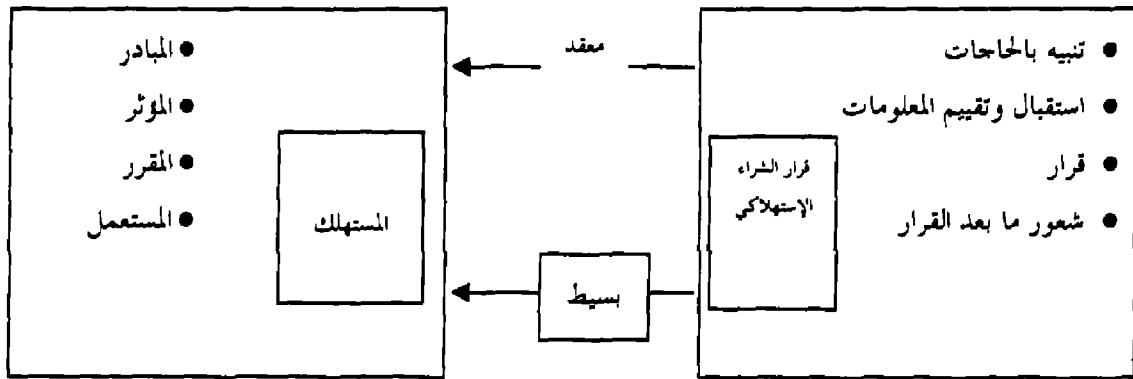 ● تنبيه بالحاجات
● استقبال وتقييم المعلومات
● قرار
● شعور ما بعد القرار
قرار الشراء
الإستهلاكي
معقد
بسيط
● المبادر
● المؤثر
● المقرر
● المستعمل
المستهلك